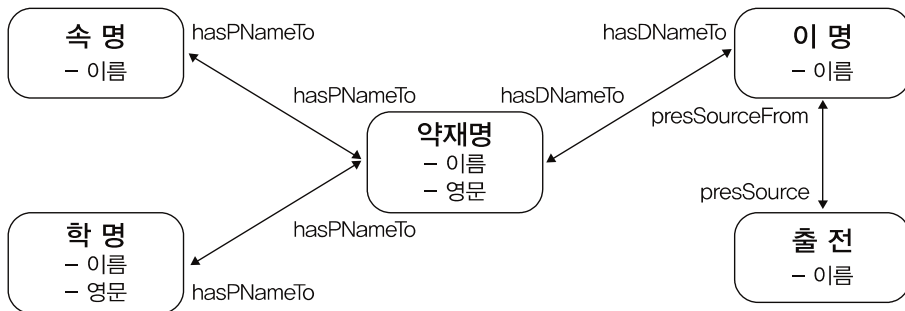 속 명
– 이름
hasPNameTo
hasPNameTo
hasDNameTo
이 명
– 이름
hasDNameTo
presSourceFrom
약재명
– 이름
– 영문
presSource
출 전
– 이름
hasPNameTo
학 명
– 이름
– 영문
hasPNameTo